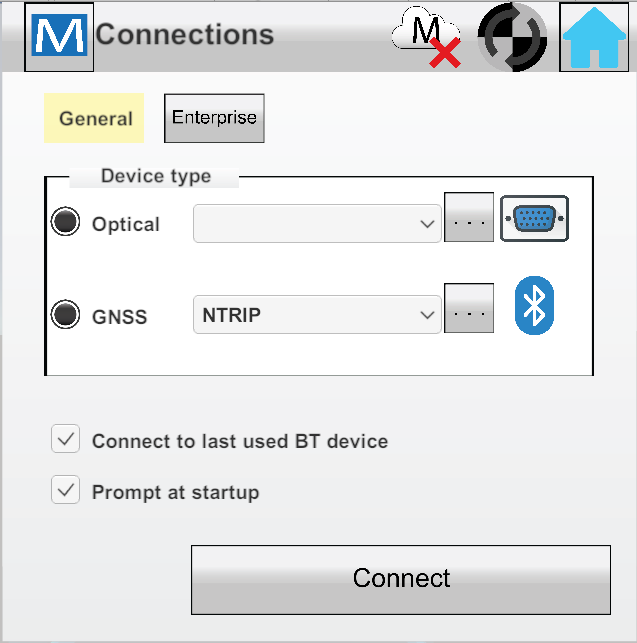 M Connections M
General Enterprise
Device type
Optical ...
GNSS NTRIP ...
Connect to last used BT device
Prompt at startup
Connect